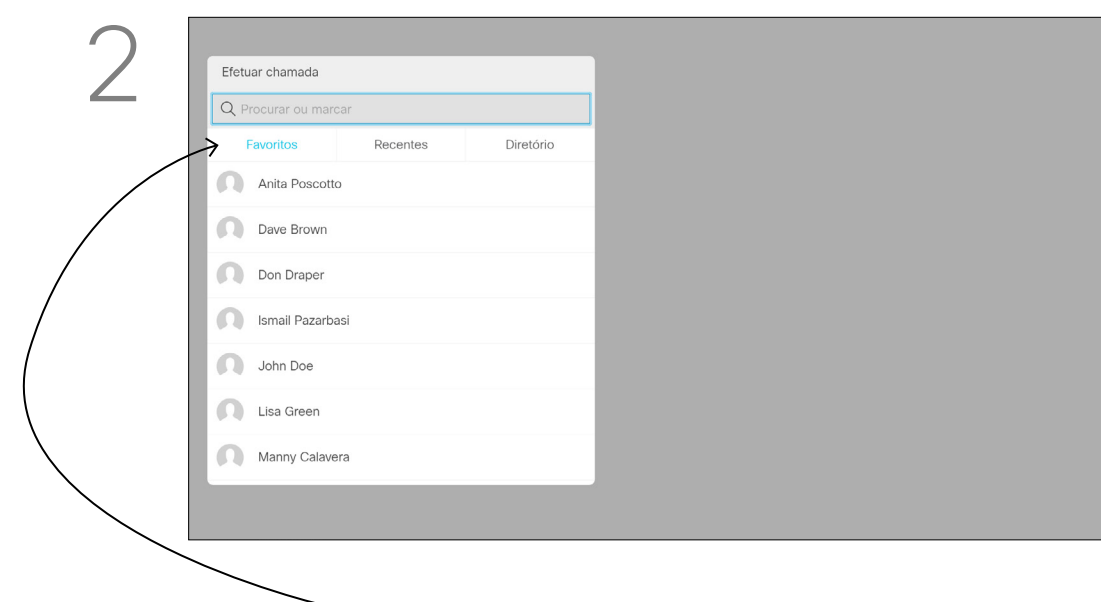 2
Efetuar chamada
Procurar ou marcar
Favoritos Recentes Diretório
Anita Poscotto
Dave Brown
Don Draper
Ismail Pazarbasi
John Doe
Lisa Green
Manny Calavera